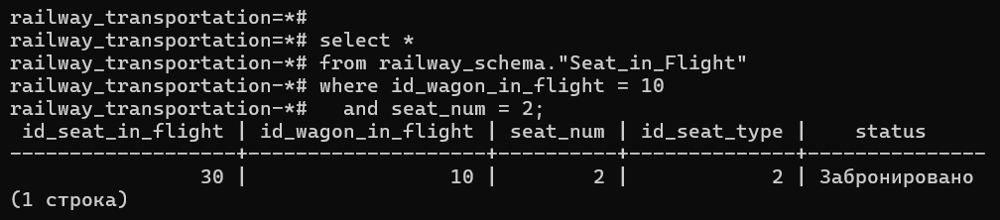 railway_transportation=*#
railway_transportation=*# select *
railway_transportation-*# from railway_schema."Seat_in_Flight"
railway_transportation-*# where id_wagon_in_flight = 10
railway_transportation-*#   and seat_num = 2;
 id_seat_in_flight | id_wagon_in_flight | seat_num | id_seat_type |    status
-------------------+--------------------+----------+--------------+---------------
                30 |                 10 |        2 |            2 | Забронировано
(1 строка)